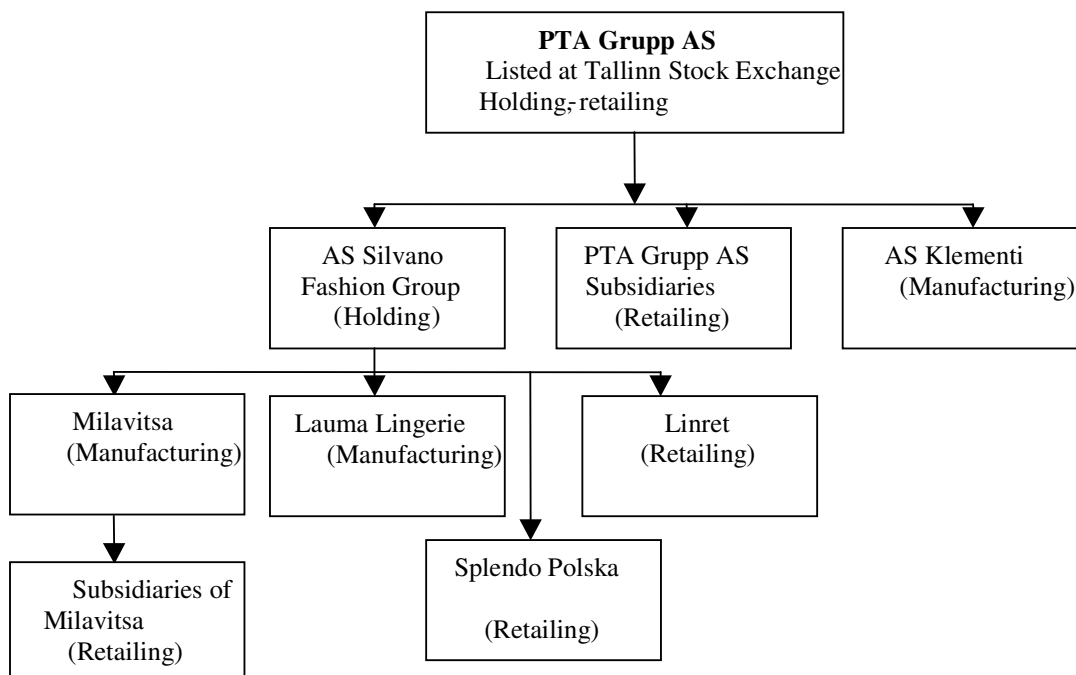 PTA Grupp AS
Listed at Tallinn Stock Exchange
Holding,-retailing
AS Silvano
Fashion Group
(Holding)
PTA Grupp AS
Subsidiaries
(Retailing)
AS Klementi
(Manufacturing)
Milavitsa
(Manufacturing)
Lauma Lingerie
(Manufacturing)
Linret
(Retailing)
Subsidiaries of
Milavitsa
(Retailing)
Splendo Polska
(Retailing)